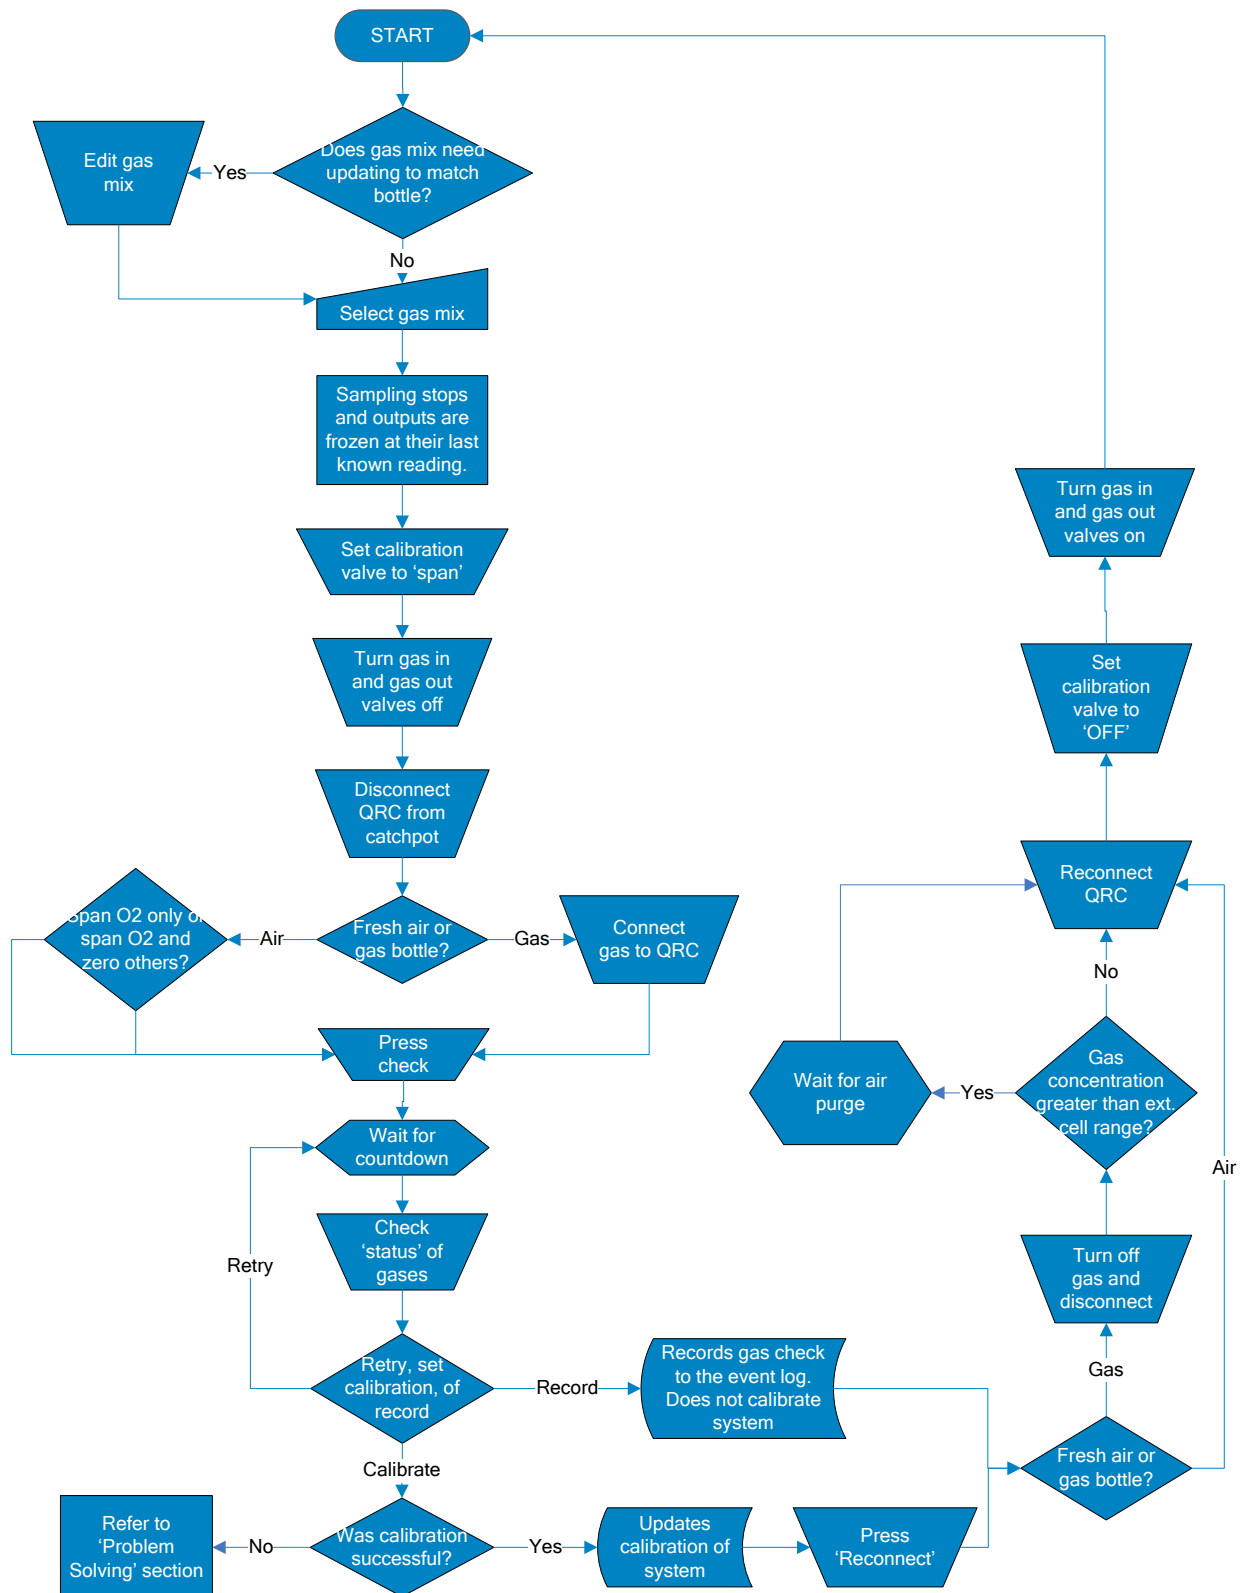 START
Does gas mix need
updating to match
bottle?
Yes
Edit gas
mix
No
Select gas mix
Sampling stops
and outputs are
frozen at their last
known reading.
Set calibration
valve to ‘span’
Turn gas in
and gas out
valves off
Disconnect
QRC from
catchpot
Fresh air or
gas bottle?
Air
Span O2 only or
span O2 and
zero others?
Gas
Connect
gas to QRC
Press
check
Wait for
countdown
Check
‘status’ of
gases
Retry
Retry, set
calibration, of
record
Record
Records gas check
to the event log.
Does not calibrate
system
Calibrate
Was calibration
successful?
No
Refer to
‘Problem
Solving’ section
Yes
Updates
calibration of
system
Press
‘Reconnect’
Fresh air or
gas bottle?
Gas
Air
Turn off
gas and
disconnect
Gas
concentration
greater than ext.
cell range?
Yes
Wait for air
purge
No
Reconnect
QRC
Set
calibration
valve to
‘OFF’
Turn gas in
and gas out
valves on